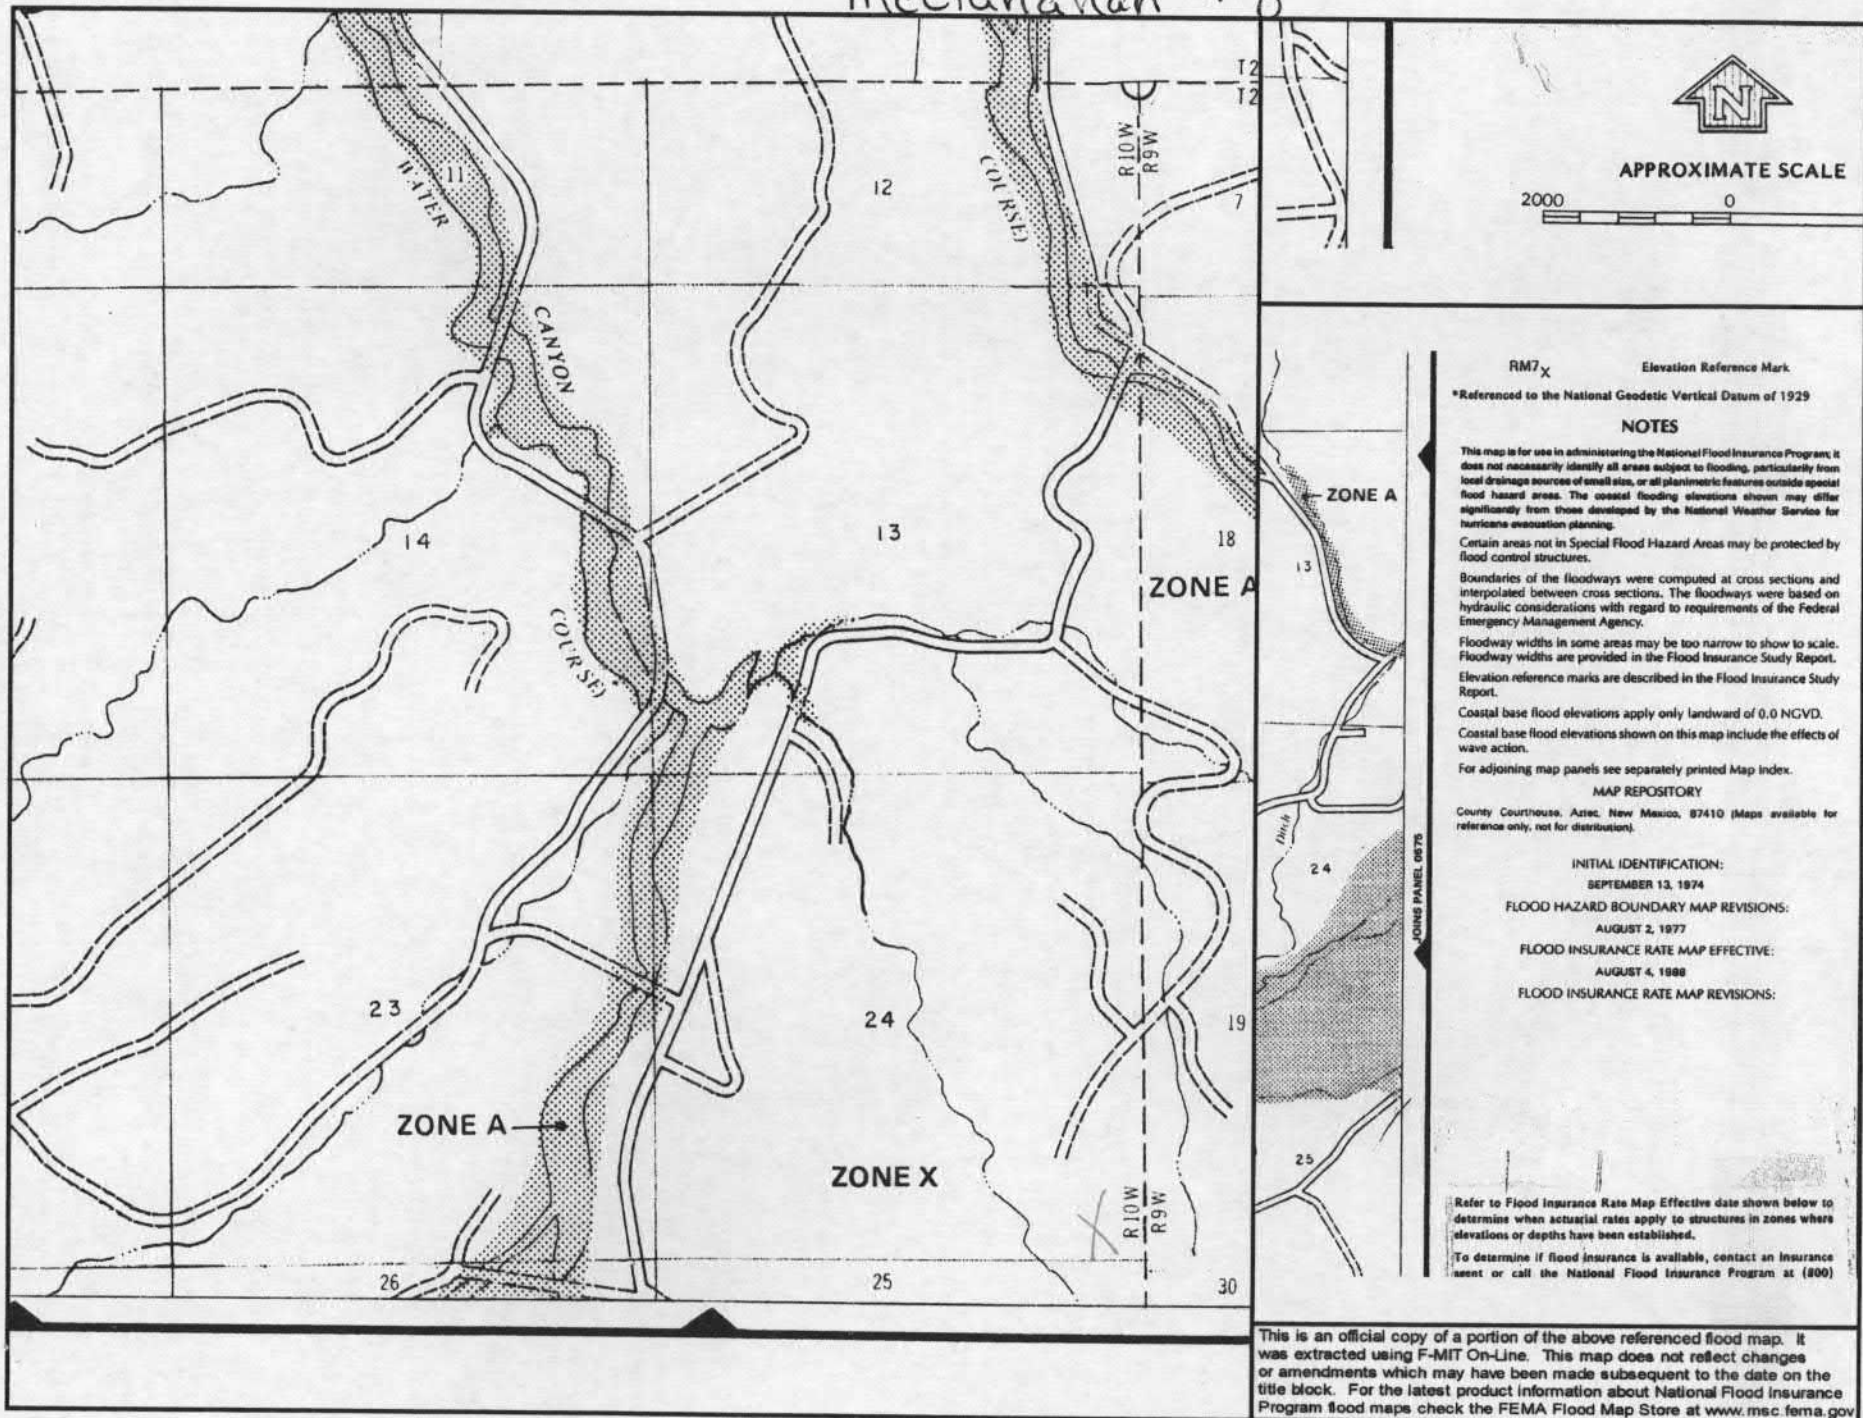 McClanahan
T2
T2
R10W
R9W
11
WATER
12
COURSE)
7
CANYON
14
13
18
ZONE A
COURSE)
23
24
19
ZONE A
ZONE X
X
R10W
R9W
26
25
30
N
APPROXIMATE SCALE
2000 0
ZONE A
13
Ditch
24
25
JOINS PANEL 0575
RM7X Elevation Reference Mark
*Referenced to the National Geodetic Vertical Datum of 1929
NOTES
This map is for use in administering the National Flood Insurance Program; it
does not necessarily identify all areas subject to flooding, particularly from
local drainage sources of small size, or all planimetric features outside special
flood hazard areas. The coastal flooding elevations shown may differ
significantly from those developed by the National Weather Service for
hurricane evacuation planning.
Certain areas not in Special Flood Hazard Areas may be protected by
flood control structures.
Boundaries of the floodways were computed at cross sections and
interpolated between cross sections. The floodways were based on
hydraulic considerations with regard to requirements of the Federal
Emergency Management Agency.
Floodway widths in some areas may be too narrow to show to scale.
Floodway widths are provided in the Flood Insurance Study Report.
Elevation reference marks are described in the Flood Insurance Study
Report.
Coastal base flood elevations apply only landward of 0.0 NGVD.
Coastal base flood elevations shown on this map include the effects of
wave action.
For adjoining map panels see separately printed Map Index.
MAP REPOSITORY
County Courthouse, Aztec, New Mexico, 87410 (Maps available for
reference only, not for distribution).
INITIAL IDENTIFICATION:
SEPTEMBER 13, 1974
FLOOD HAZARD BOUNDARY MAP REVISIONS:
AUGUST 2, 1977
FLOOD INSURANCE RATE MAP EFFECTIVE:
AUGUST 4, 1988
FLOOD INSURANCE RATE MAP REVISIONS:
Refer to Flood Insurance Rate Map Effective date shown below to
determine when actuarial rates apply to structures in zones where
elevations or depths have been established.
To determine if flood insurance is available, contact an insurance
agent or call the National Flood Insurance Program at (800)
This is an official copy of a portion of the above referenced flood map. It
was extracted using F-MIT On-Line. This map does not reflect changes
or amendments which may have been made subsequent to the date on the
title block. For the latest product information about National Flood Insurance
Program flood maps check the FEMA Flood Map Store at www.msc.fema.gov